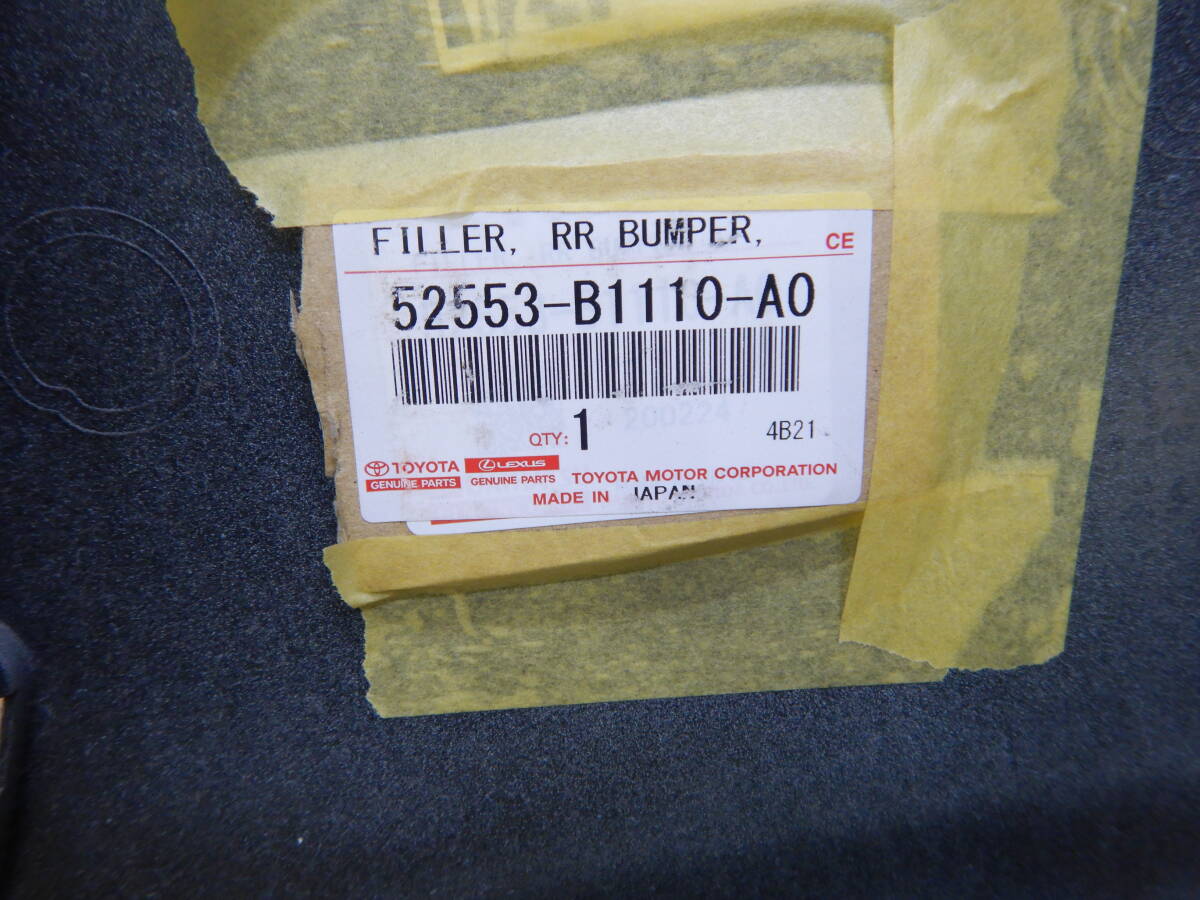 FILLER, RR BUMPER,
CE
52553-B1110-A0
QTY: 1
4B21
TOYOTA
GENUINE PARTS
LEXUS
GENUINE PARTS
TOYOTA MOTOR CORPORATION
MADE IN JAPAN